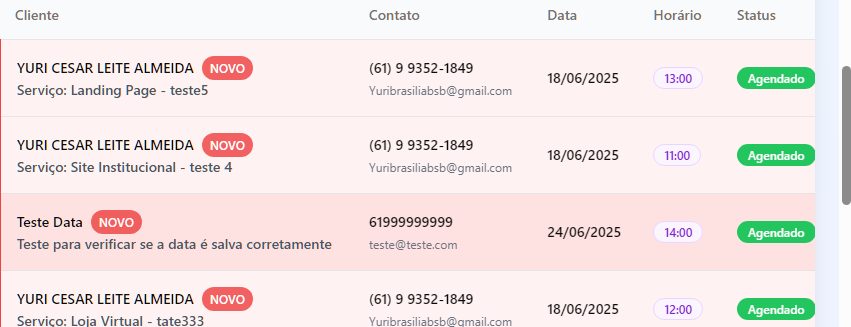 Cliente Contato Data Horário Status
YURI CESAR LEITE ALMEIDA NOVO (61) 9 9352-1849 18/06/2025 13:00 Agendado
Serviço: Landing Page - teste5 Yuribrasiliabsb@gmail.com
YURI CESAR LEITE ALMEIDA NOVO (61) 9 9352-1849 18/06/2025 11:00 Agendado
Serviço: Site Institucional - teste 4 Yuribrasiliabsb@gmail.com
Teste Data NOVO 61999999999 24/06/2025 14:00 Agendado
Teste para verificar se a data é salva corretamente teste@teste.com
YURI CESAR LEITE ALMEIDA NOVO (61) 9 9352-1849 18/06/2025 12:00 Agendado
Serviço: Loja Virtual - tate333 Yuribrasiliabsb@gmail.com